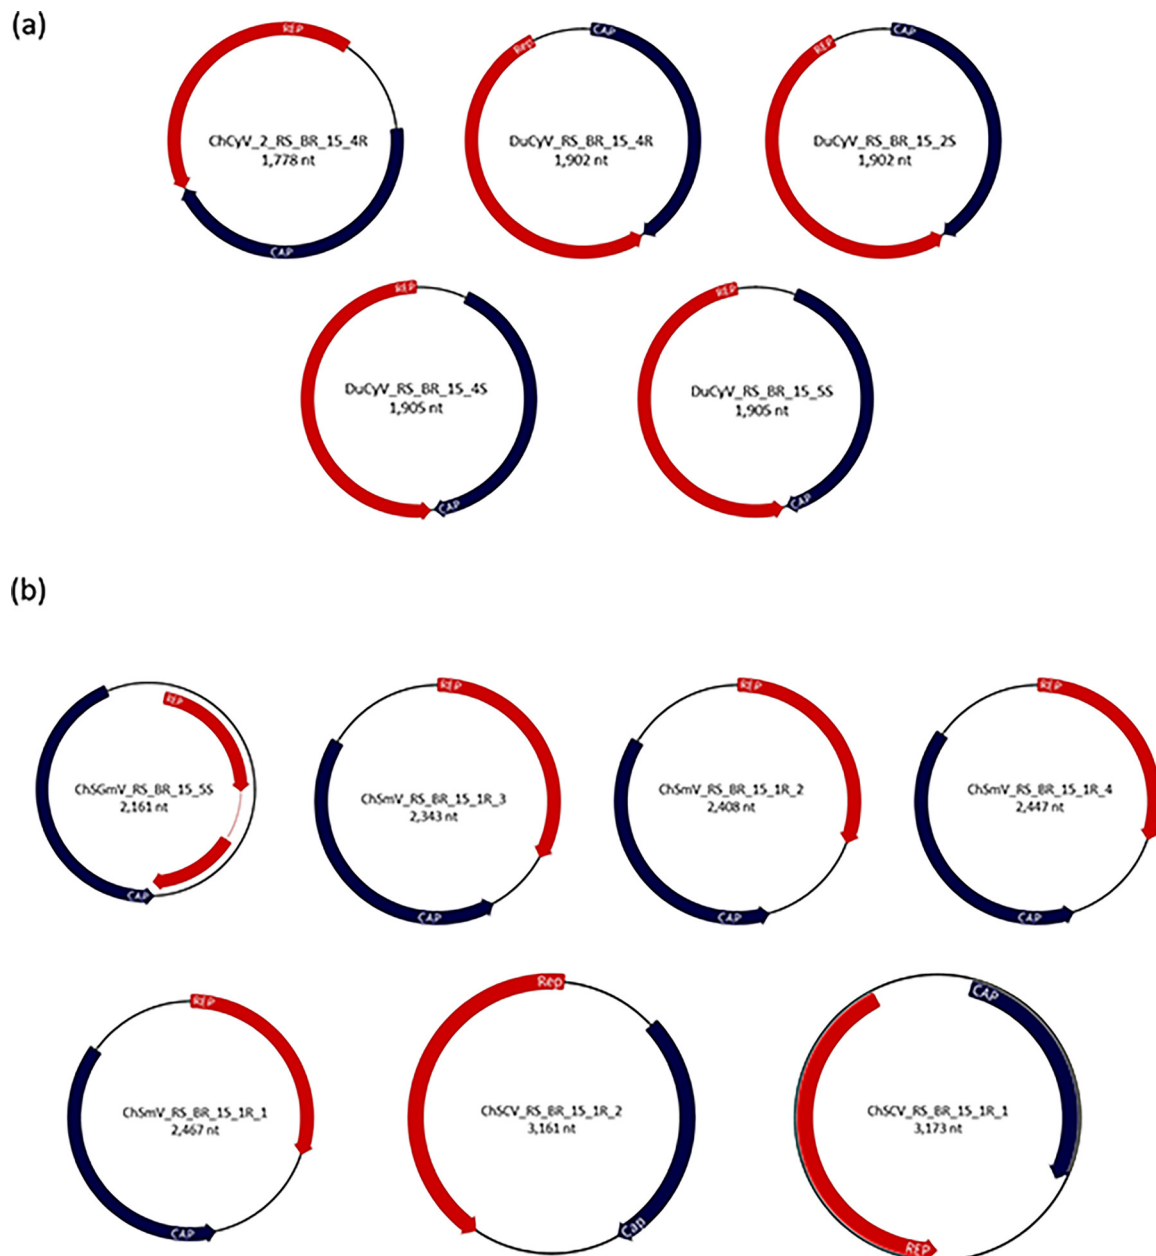 (a)
REP
ChCyV_2_RS_BR_15_4R
1,778 nt
CAP
Rep
CAP
DuCyV_RS_BR_15_4R
1,902 nt
REP
CAP
DuCyV_RS_BR_15_2S
1,902 nt
REP
DuCyV_RS_BR_15_4S
1,905 nt
CAP
REP
DuCyV_RS_BR_15_5S
1,905 nt
CAP
(b)
REP
ChSGmV_RS_BR_15_5S
2,161 nt
CAP
REP
ChSmV_RS_BR_15_1R_3
2,343 nt
CAP
REP
ChSmV_RS_BR_15_1R_2
2,408 nt
CAP
REP
ChSmV_RS_BR_15_1R_4
2,447 nt
CAP
REP
ChSmV_RS_BR_15_1R_1
2,467 nt
CAP
Rep
ChSCV_RS_BR_15_1R_2
3,161 nt
Cap
CAP
ChSCV_RS_BR_15_1R_1
3,173 nt
REP